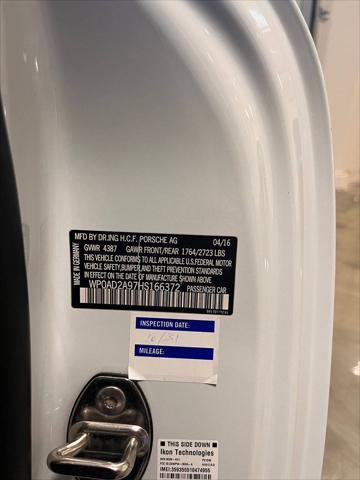 MFD BY DR.ING H.C.F. PORSCHE AG 04/16
GVWR 4387 GAWR FRONT/REAR 1764/2723 LBS
THIS VEHICLE CONFORMS TO ALL APPLICABLE U.S.FEDERAL MOTOR
VEHICLE SAFETY,BUMPER,AND THEFT PREVENTION STANDARDS
IN EFFECT ON THE DATE OF MANUFACTURE SHOWN ABOVE
WP0AD2A97HS166372 PASSENGER CAR
MADE IN GERMANY
INSPECTION DATE:
MILEAGE:
THIS SIDE DOWN
Ikon Technologies
IMEI:359355510474955